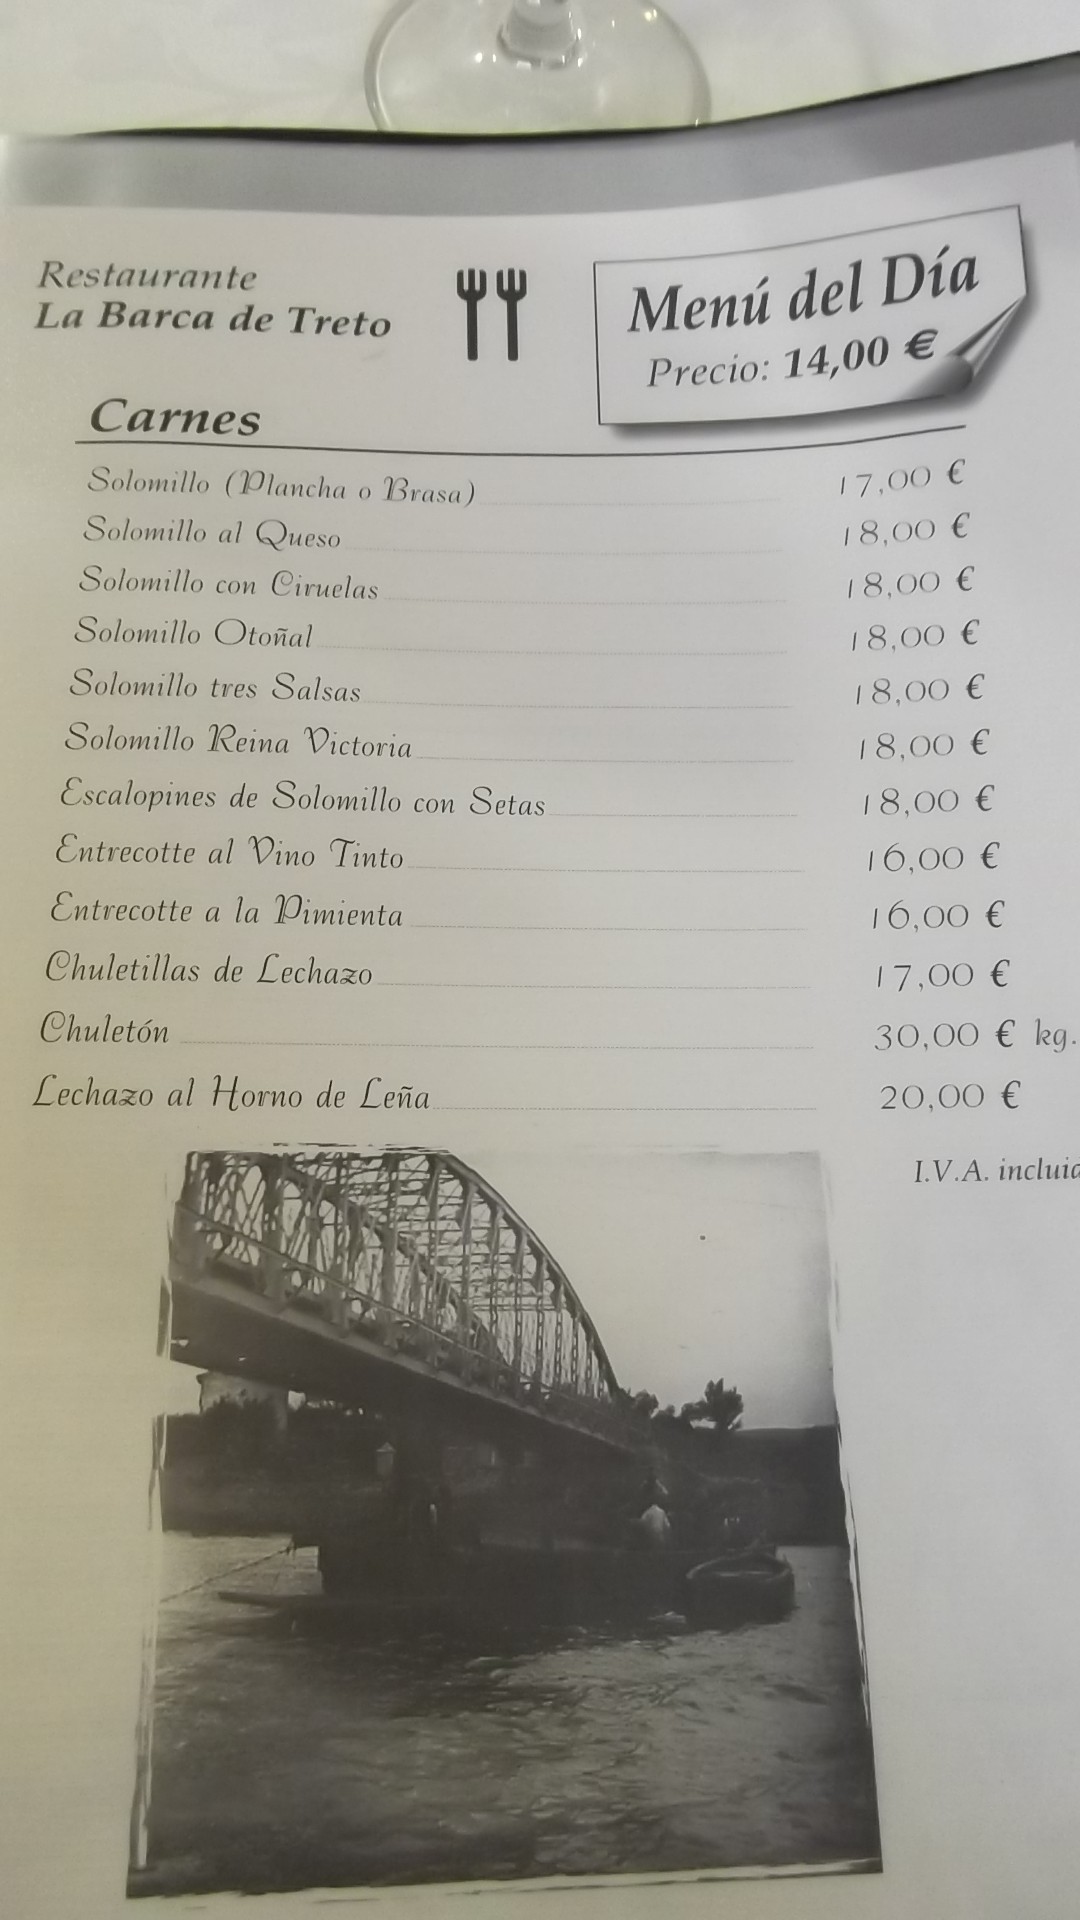 Restaurante
La Barca de Treto
Menú del Día
Precio: 14,00 €
Carnes
Solomillo (Plancha o Brasa) 17,00 €
Solomillo al Queso 18,00 €
Solomillo con Ciruelas 18,00 €
Solomillo Otoñal 18,00 €
Solomillo tres Salsas 18,00 €
Solomillo Reina Victoria 18,00 €
Escalopines de Solomillo con Setas 18,00 €
Entrecotte al Vino Tinto 16,00 €
Entrecotte a la Pimienta 16,00 €
Chuletillas de Lechazo 17,00 €
Chuletón 30,00 € kg.
Lechazo al Horno de Leña 20,00 €
I.V.A.